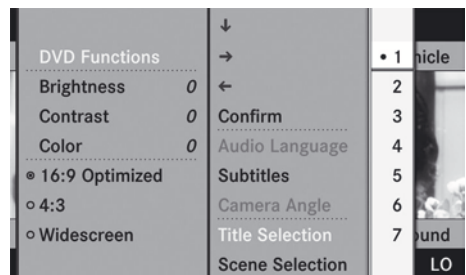 DVD Functions
Brightness 0
Contrast 0
Color 0
16:9 Optimized
4:3
Widescreen
↓
→
←
Confirm
Audio Language
Subtitles
Camera Angle
Title Selection
Scene Selection
• 1
2
3
4
5
6
7
hicle
ound
LO